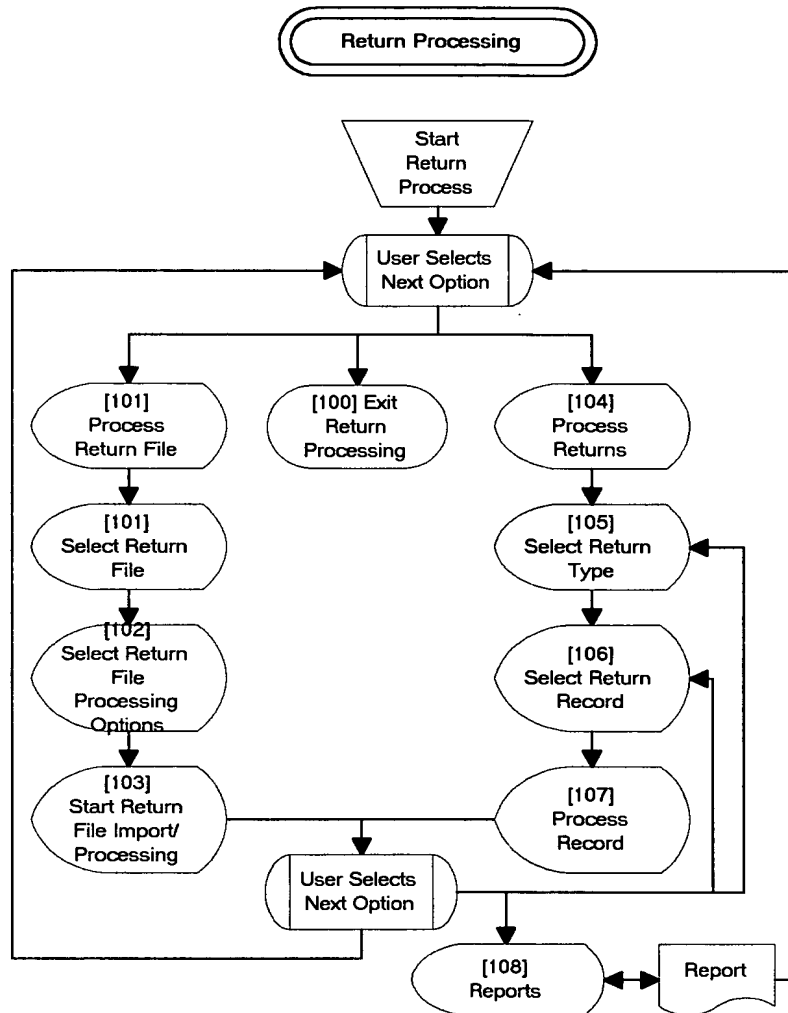 Return Processing
Start
Return
Process
User Selects
Next Option
[101]
Process
Return File
[100] Exit
Return
Processing
[104]
Process
Returns
[101]
Select Return
File
[105]
Select Return
Type
[102]
Select Return
File
Processing
Options
[106]
Select Return
Record
[103]
Start Return
File Import/
Processing
[107]
Process
Record
User Selects
Next Option
[108]
Reports
Report